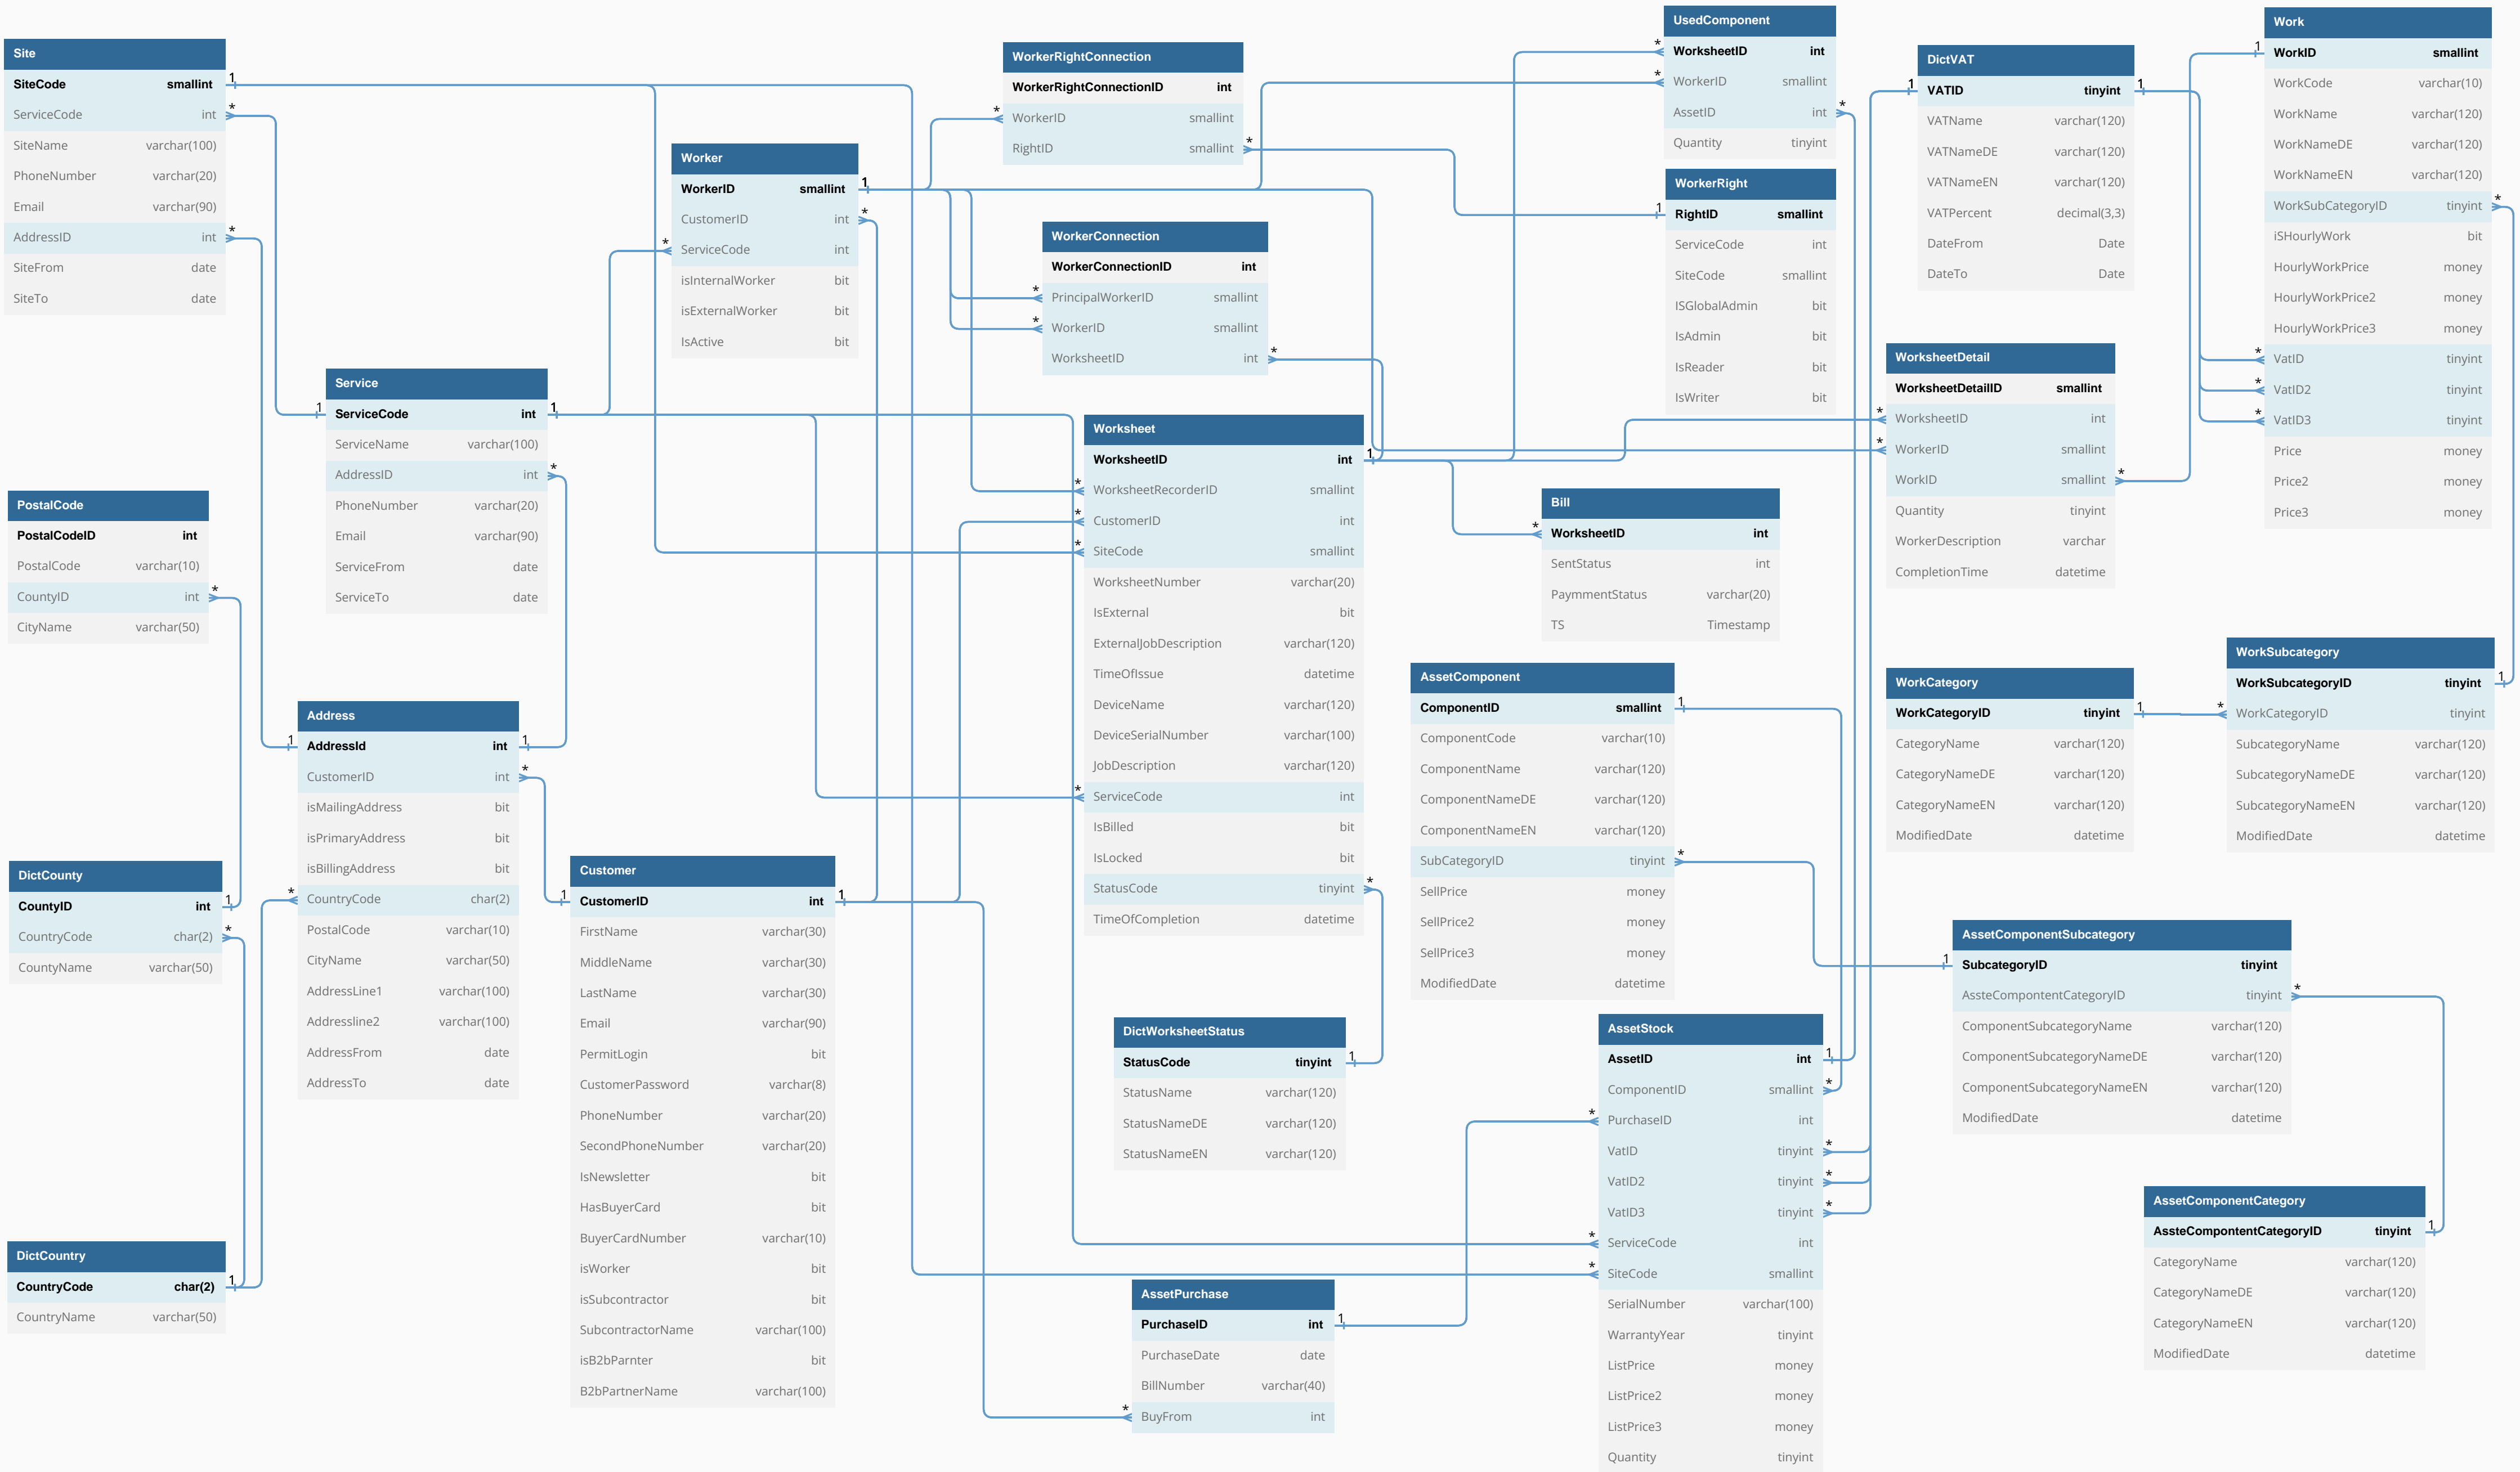 Site
SiteCode smallint
ServiceCode int
SiteName varchar(100)
PhoneNumber varchar(20)
Email varchar(90)
AddressID int
SiteFrom date
SiteTo date
1
*
*
Service
ServiceCode int
ServiceName varchar(100)
AddressID int
PhoneNumber varchar(20)
Email varchar(90)
ServiceFrom date
ServiceTo date
1
1
*
PostalCode
PostalCodeID int
PostalCode varchar(10)
CountyID int
CityName varchar(50)
*
Address
AddressId int
CustomerID int
isMailingAddress bit
isPrimaryAddress bit
isBillingAddress bit
CountryCode char(2)
PostalCode varchar(10)
CityName varchar(50)
AddressLine1 varchar(100)
Addressline2 varchar(100)
AddressFrom date
AddressTo date
1
1
*
*
DictCounty
CountyID int
CountryCode char(2)
CountyName varchar(50)
1
*
DictCountry
CountryCode char(2)
CountryName varchar(50)
1
Worker
WorkerID smallint
CustomerID int
ServiceCode int
isInternalWorker bit
isExternalWorker bit
IsActive bit
1
*
*
Customer
CustomerID int
FirstName varchar(30)
MiddleName varchar(30)
LastName varchar(30)
Email varchar(90)
PermitLogin bit
CustomerPassword varchar(8)
PhoneNumber varchar(20)
SecondPhoneNumber varchar(20)
IsNewsletter bit
HasBuyerCard bit
BuyerCardNumber varchar(10)
isWorker bit
isSubcontractor bit
SubcontractorName varchar(100)
isB2bParnter bit
B2bPartnerName varchar(100)
1
1
WorkerRightConnection
WorkerRightConnectionID int
WorkerID smallint
RightID smallint
*
*
WorkerConnection
WorkerConnectionID int
PrincipalWorkerID smallint
WorkerID smallint
WorksheetID int
*
*
*
Worksheet
WorksheetID int
WorksheetRecorderID smallint
CustomerID int
SiteCode smallint
WorksheetNumber varchar(20)
IsExternal bit
ExternalJobDescription varchar(120)
TimeOfIssue datetime
DeviceName varchar(120)
DeviceSerialNumber varchar(100)
JobDescription varchar(120)
ServiceCode int
IsBilled bit
IsLocked bit
StatusCode tinyint
TimeOfCompletion datetime
1
*
*
*
*
*
DictWorksheetStatus
StatusCode tinyint
StatusName varchar(120)
StatusNameDE varchar(120)
StatusNameEN varchar(120)
1
AssetPurchase
PurchaseID int
PurchaseDate date
BillNumber varchar(40)
BuyFrom int
1
*
UsedComponent
WorksheetID int
WorkerID smallint
AssetID int
Quantity tinyint
*
*
*
WorkerRight
RightID smallint
ServiceCode int
SiteCode smallint
ISGlobalAdmin bit
IsAdmin bit
IsReader bit
IsWriter bit
1
Bill
WorksheetID int
SentStatus int
PaymmentStatus varchar(20)
TS Timestamp
*
AssetComponent
ComponentID smallint
ComponentCode varchar(10)
ComponentName varchar(120)
ComponentNameDE varchar(120)
ComponentNameEN varchar(120)
SubCategoryID tinyint
SellPrice money
SellPrice2 money
SellPrice3 money
ModifiedDate datetime
1
*
AssetStock
AssetID int
ComponentID smallint
PurchaseID int
VatID tinyint
VatID2 tinyint
VatID3 tinyint
ServiceCode int
SiteCode smallint
SerialNumber varchar(100)
WarrantyYear tinyint
ListPrice money
ListPrice2 money
ListPrice3 money
Quantity tinyint
1
*
*
*
*
*
*
*
DictVAT
VATID tinyint
VATName varchar(120)
VATNameDE varchar(120)
VATNameEN varchar(120)
VATPercent decimal(3,3)
DateFrom Date
DateTo Date
1
1
WorksheetDetail
WorksheetDetailID smallint
WorksheetID int
WorkerID smallint
WorkID smallint
Quantity tinyint
WorkerDescription varchar
CompletionTime datetime
*
*
*
Work
WorkID smallint
WorkCode varchar(10)
WorkName varchar(120)
WorkNameDE varchar(120)
WorkNameEN varchar(120)
WorkSubCategoryID tinyint
iSHourlyWork bit
HourlyWorkPrice money
HourlyWorkPrice2 money
HourlyWorkPrice3 money
VatID tinyint
VatID2 tinyint
VatID3 tinyint
Price money
Price2 money
Price3 money
1
*
*
*
*
WorkCategory
WorkCategoryID tinyint
CategoryName varchar(120)
CategoryNameDE varchar(120)
CategoryNameEN varchar(120)
ModifiedDate datetime
1
WorkSubcategory
WorkSubcategoryID tinyint
WorkCategoryID tinyint
SubcategoryName varchar(120)
SubcategoryNameDE varchar(120)
SubcategoryNameEN varchar(120)
ModifiedDate datetime
1
*
AssetComponentSubcategory
SubcategoryID tinyint
AssteCompontentCategoryID tinyint
ComponentSubcategoryName varchar(120)
ComponentSubcategoryNameDE varchar(120)
ComponentSubcategoryNameEN varchar(120)
ModifiedDate datetime
1
*
AssetComponentCategory
AssteCompontentCategoryID tinyint
CategoryName varchar(120)
CategoryNameDE varchar(120)
CategoryNameEN varchar(120)
ModifiedDate datetime
1